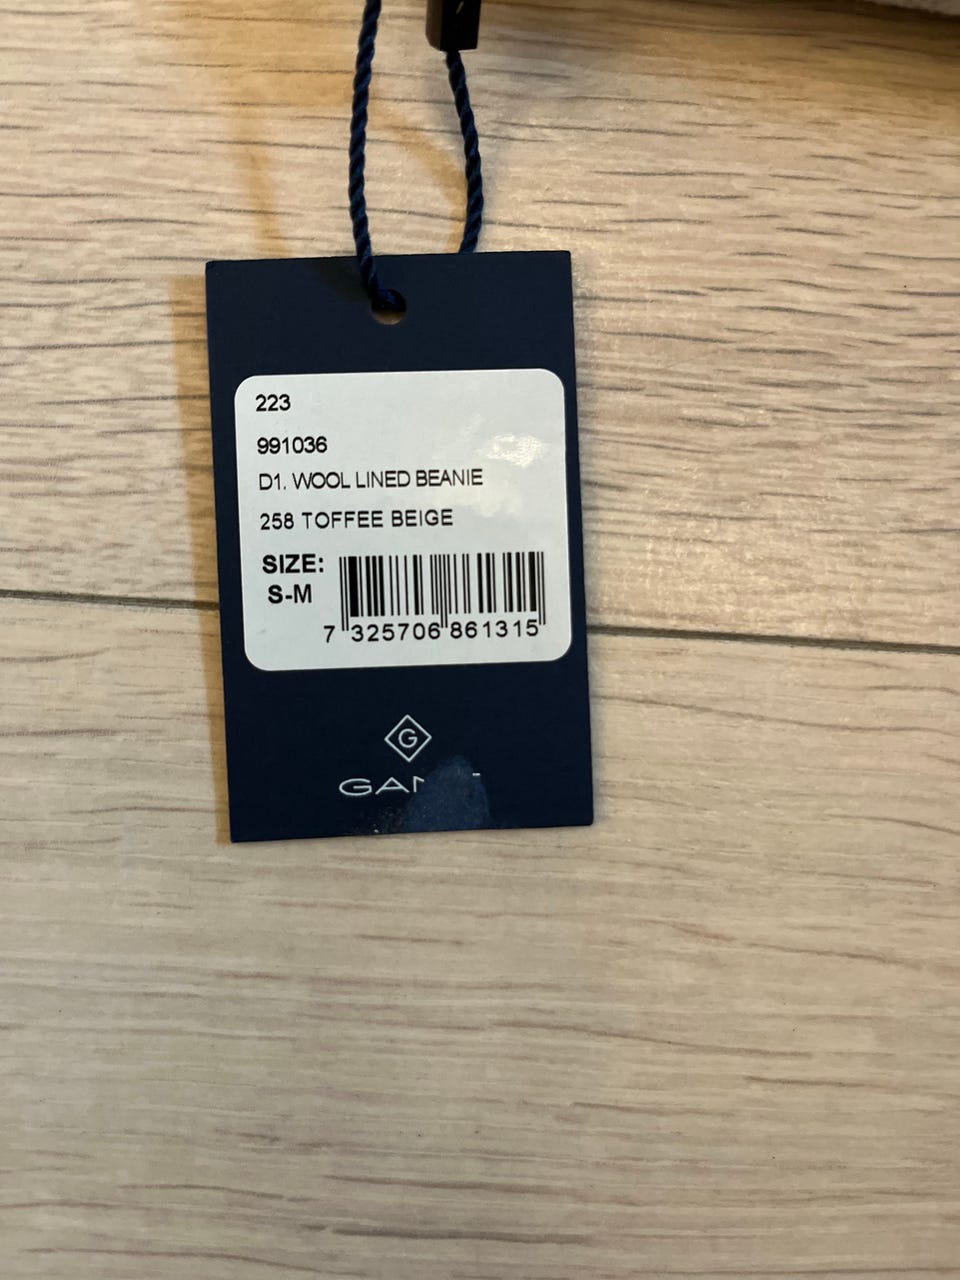 223
991036
D1. WOOL LINED BEANIE
258 TOFFEE BEIGE
SIZE:
S-M
7 325706 861315
G